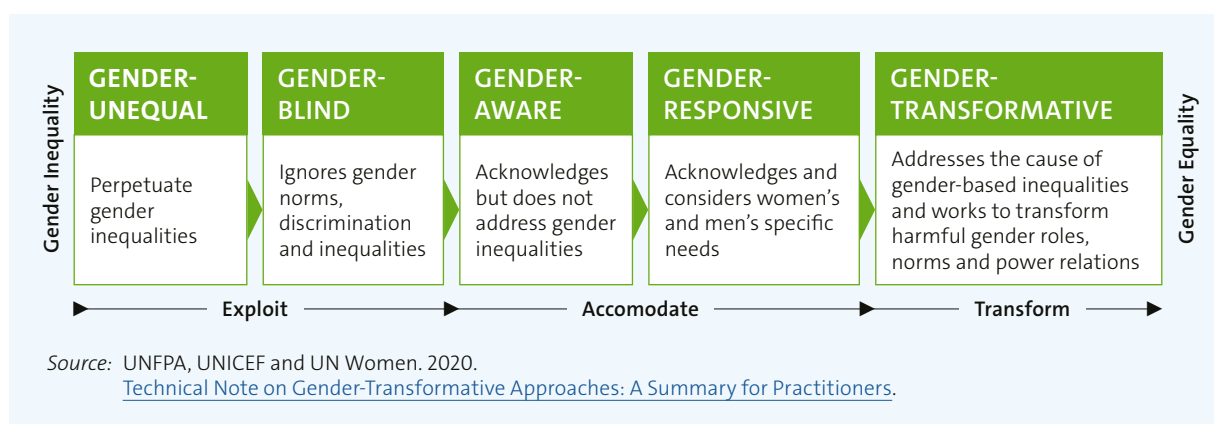 Gender Inequality
GENDER-
UNEQUAL
Perpetuate
gender
inequalities
GENDER-
BLIND
Ignores gender
norms,
discrimination
and inequalities
GENDER-
AWARE
Acknowledges
but does not
address gender
inequalities
GENDER-
RESPONSIVE
Acknowledges and
considers women’s
and men’s specific
needs
GENDER-
TRANSFORMATIVE
Addresses the cause of
gender-based inequalities
and works to transform
harmful gender roles,
norms and power relations
Gender Equality
Exploit
Accomodate
Transform
Source: UNFPA, UNICEF and UN Women. 2020.
Technical Note on Gender-Transformative Approaches: A Summary for Practitioners.